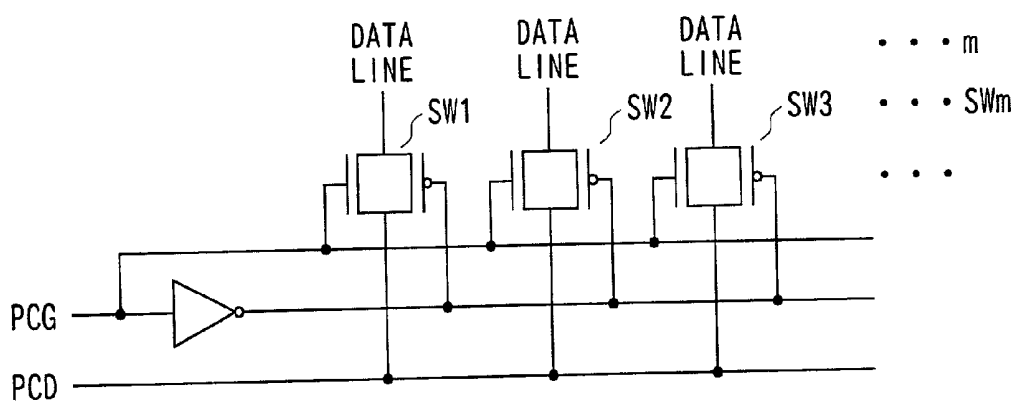 DATA LINE
DATA LINE
DATA LINE
• • • m
SW1
SW2
SW3
• • • SWm
• • •
PCG
PCD